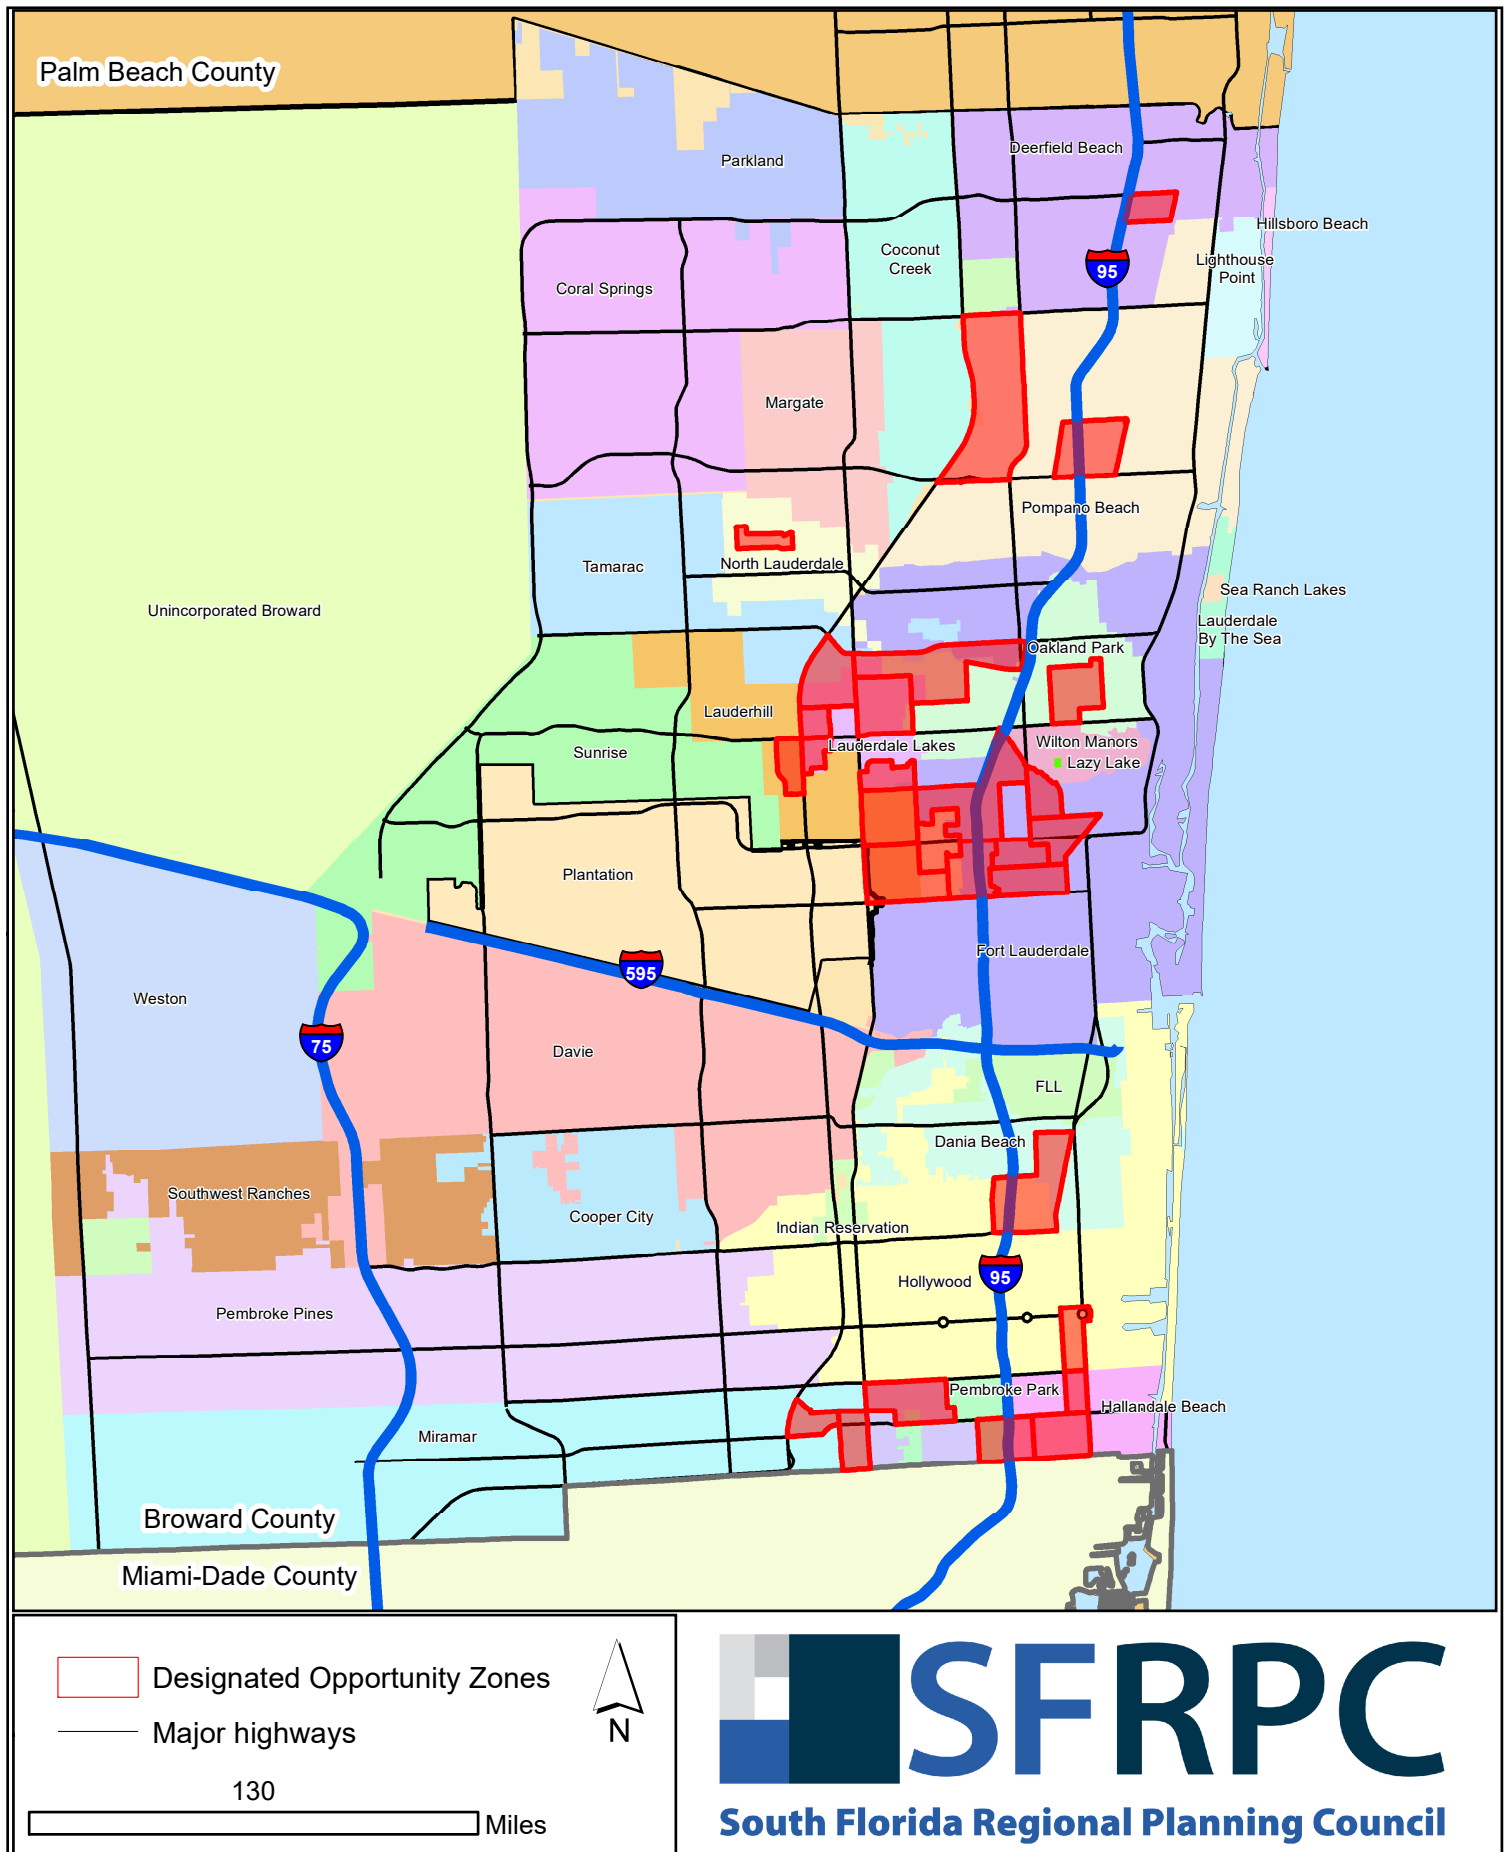 Palm Beach County
Deerfield Beach
Parkland
Hillsboro Beach
Coconut
Creek
Lighthouse
Point
95
Coral Springs
Margate
Pompano Beach
North Lauderdale
Tamarac
Sea Ranch Lakes
Unincorporated Broward
Lauderdale
By The Sea
Oakland Park
Lauderhill
Lauderdale Lakes
Wilton Manors
Sunrise
Lazy Lake
Plantation
Fort Lauderdale
595
Weston
75
Davie
FLL
Dania Beach
Southwest Ranches
Cooper City
Indian Reservation
95
Hollywood
Pembroke Pines
Pembroke Park
Hallandale Beach
Miramar
Broward County
Miami-Dade County
Designated Opportunity Zones
Major highways
N
130
Miles
SFRPC
South Florida Regional Planning Council